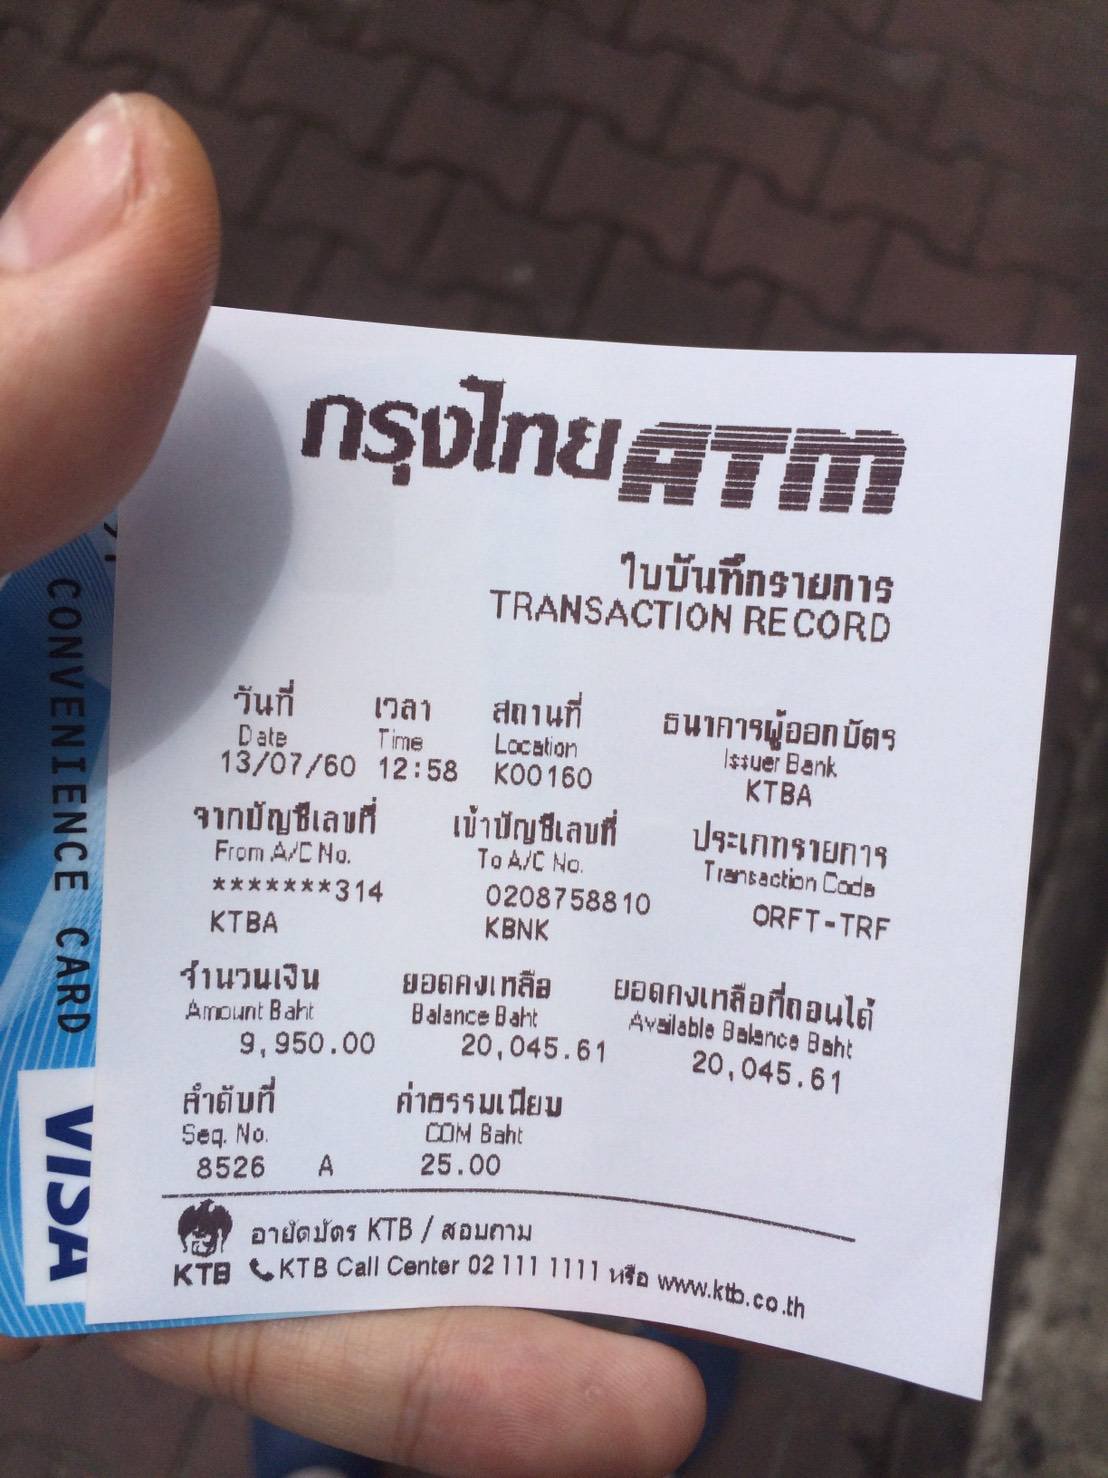 กรุงไทย ATM
ใบบันทึกรายการ
TRANSACTION RECORD
วันที่ เวลา สถานที่ ธนาคารผู้ออกบัตร
Date Time Location Issuer Bank
13/07/60 12:58 K00160 KTBA
จากบัญชีเลขที่ เข้าบัญชีเลขที่ ประเภทรายการ
From A/C No. To A/C No. Transaction Code
*******314 0208758810 ORFT-TRF
KTBA KBNK
จำนวนเงิน ยอดคงเหลือ ยอดคงเหลือที่ถอนได้
Amount Baht Balance Baht Available Balance Baht
9,950.00 20,045.61 20,045.61
ลำดับที่ ค่าธรรมเนียม
Seq. No. COM Baht
8526 A 25.00
อายัดบัตร KTB / สอบถาม
KTB KTB Call Center 02 111 1111 หรือ www.ktb.co.th
CONVENIENCE CARD
VISA